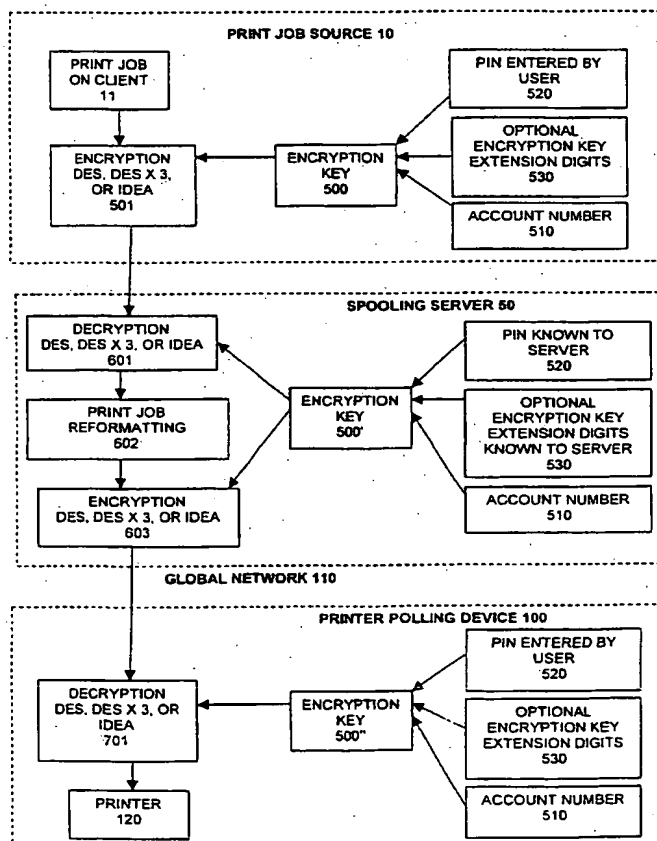 PRINT JOB SOURCE 10
PRINT JOB
ON CLIENT
11
PIN ENTERED BY
USER
520
ENCRYPTION
DES, DES X 3,
OR IDEA
501
ENCRYPTION
KEY
500
OPTIONAL
ENCRYPTION KEY
EXTENSION DIGITS
530
ACCOUNT NUMBER
510
SPOOLING SERVER 50
DECRYPTION
DES, DES X 3, OR IDEA
601
PIN KNOWN TO
SERVER
520
PRINT JOB
REFORMATTING
602
ENCRYPTION
KEY
500'
OPTIONAL
ENCRYPTION KEY
EXTENSION DIGITS
KNOWN TO SERVER
530
ENCRYPTION
DES, DES X 3, OR IDEA
603
ACCOUNT NUMBER
510
GLOBAL NETWORK 110
PRINTER POLLING DEVICE 100
PIN ENTERED BY
USER
520
DECRYPTION
DES, DES X 3, OR
IDEA
701
ENCRYPTION
KEY
500"
OPTIONAL
ENCRYPTION KEY
EXTENSION DIGITS
530
PRINTER
120
ACCOUNT NUMBER
510